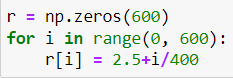 r = np.zeros(600)
for i in range(0, 600):
    r[i] = 2.5+i/400